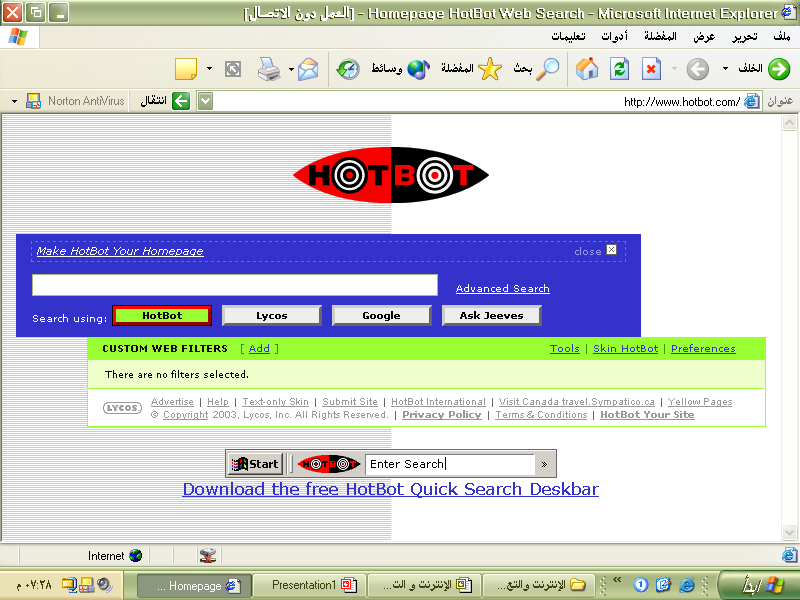 [العمل دون الاتصال] - Homepage HotBot Web Search - Microsoft Internet Explorer
ملف تحرير عرض المفضلة أدوات تعليمات
الخلف بحث المفضلة وسائط
عنوان http://www.hotbot.com/ انتقال Norton AntiVirus
HOTBOT
Make HotBot Your Homepage close
Advanced Search
Search using: HotBot Lycos Google Ask Jeeves
CUSTOM WEB FILTERS [ Add ] Tools | Skin HotBot | Preferences
There are no filters selected.
LYCOS Advertise | Help | Text-only Skin | Submit Site | HotBot International | Visit Canada travel.Sympatico.ca | Yellow Pages
© Copyright 2003, Lycos, Inc. All Rights Reserved. | Privacy Policy | Terms & Conditions | HotBot Your Site
Start HOTBOT Enter Search »
Download the free HotBot Quick Search Deskbar
Internet
ابدأ « الإنترنت والتع... الإنترنت و الت... Presentation1 Homepage ... ٠٧:٢٨ م